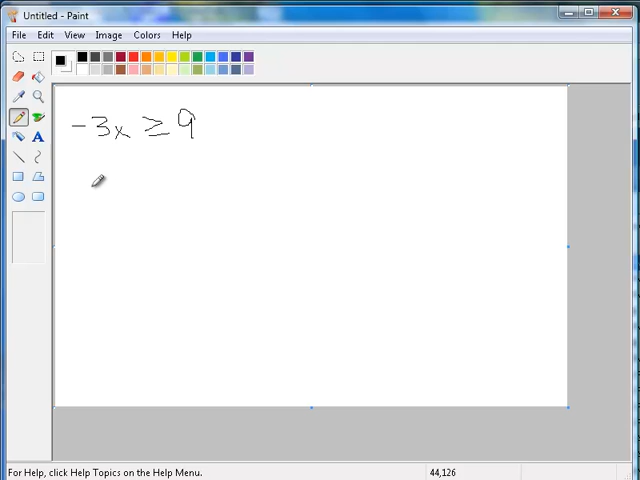 Untitled - Paint
File Edit View Image Colors Help
-3x ≥ 9
For Help, click Help Topics on the Help Menu.
44,126